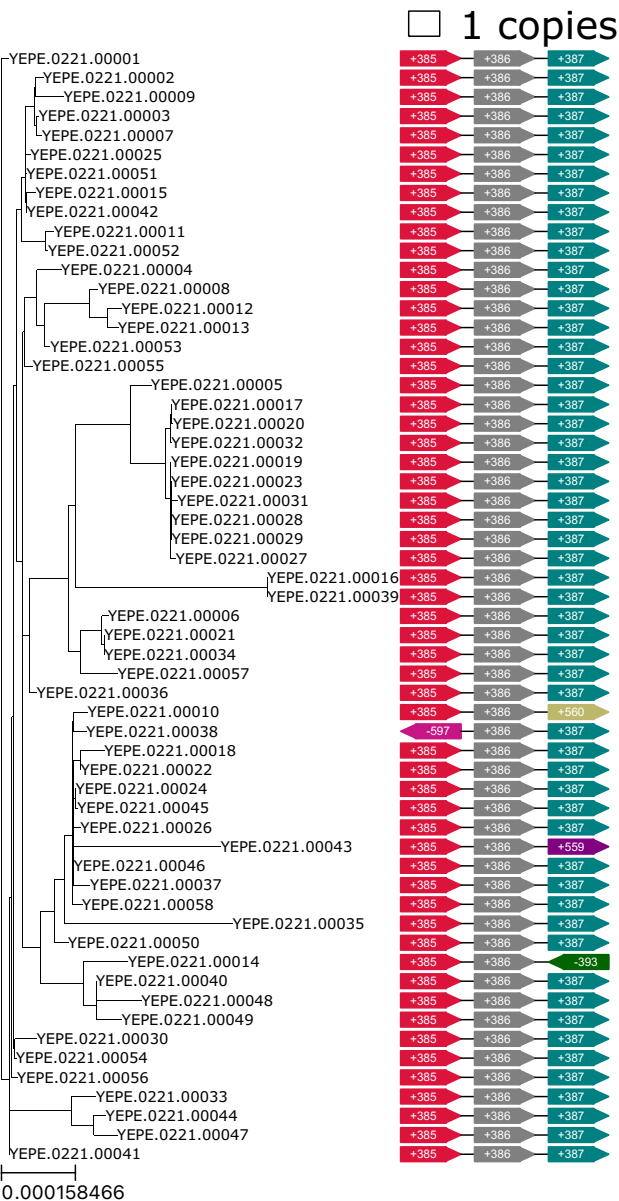 1 copies
YEPE.0221.00001 +385 +386 +387
YEPE.0221.00002 +385 +386 +387
YEPE.0221.00009 +385 +386 +387
YEPE.0221.00003 +385 +386 +387
YEPE.0221.00007 +385 +386 +387
YEPE.0221.00025 +385 +386 +387
YEPE.0221.00051 +385 +386 +387
YEPE.0221.00015 +385 +386 +387
YEPE.0221.00042 +385 +386 +387
YEPE.0221.00011 +385 +386 +387
YEPE.0221.00052 +385 +386 +387
YEPE.0221.00004 +385 +386 +387
YEPE.0221.00008 +385 +386 +387
YEPE.0221.00012 +385 +386 +387
YEPE.0221.00013 +385 +386 +387
YEPE.0221.00053 +385 +386 +387
YEPE.0221.00055 +385 +386 +387
YEPE.0221.00005 +385 +386 +387
YEPE.0221.00017 +385 +386 +387
YEPE.0221.00020 +385 +386 +387
YEPE.0221.00032 +385 +386 +387
YEPE.0221.00019 +385 +386 +387
YEPE.0221.00023 +385 +386 +387
YEPE.0221.00031 +385 +386 +387
YEPE.0221.00028 +385 +386 +387
YEPE.0221.00029 +385 +386 +387
YEPE.0221.00027 +385 +386 +387
YEPE.0221.00016 +385 +386 +387
YEPE.0221.00039 +385 +386 +387
YEPE.0221.00006 +385 +386 +387
YEPE.0221.00021 +385 +386 +387
YEPE.0221.00034 +385 +386 +387
YEPE.0221.00057 +385 +386 +387
YEPE.0221.00036 +385 +386 +387
YEPE.0221.00010 +385 +386 +560
YEPE.0221.00038 -597 +386 +387
YEPE.0221.00018 +385 +386 +387
YEPE.0221.00022 +385 +386 +387
YEPE.0221.00024 +385 +386 +387
YEPE.0221.00045 +385 +386 +387
YEPE.0221.00026 +385 +386 +387
YEPE.0221.00043 +385 +386 +559
YEPE.0221.00046 +385 +386 +387
YEPE.0221.00037 +385 +386 +387
YEPE.0221.00058 +385 +386 +387
YEPE.0221.00035 +385 +386 +387
YEPE.0221.00050 +385 +386 +387
YEPE.0221.00014 +385 +386 -393
YEPE.0221.00040 +385 +386 +387
YEPE.0221.00048 +385 +386 +387
YEPE.0221.00049 +385 +386 +387
YEPE.0221.00030 +385 +386 +387
YEPE.0221.00054 +385 +386 +387
YEPE.0221.00056 +385 +386 +387
YEPE.0221.00033 +385 +386 +387
YEPE.0221.00044 +385 +386 +387
YEPE.0221.00047 +385 +386 +387
YEPE.0221.00041 +385 +386 +387
0.000158466